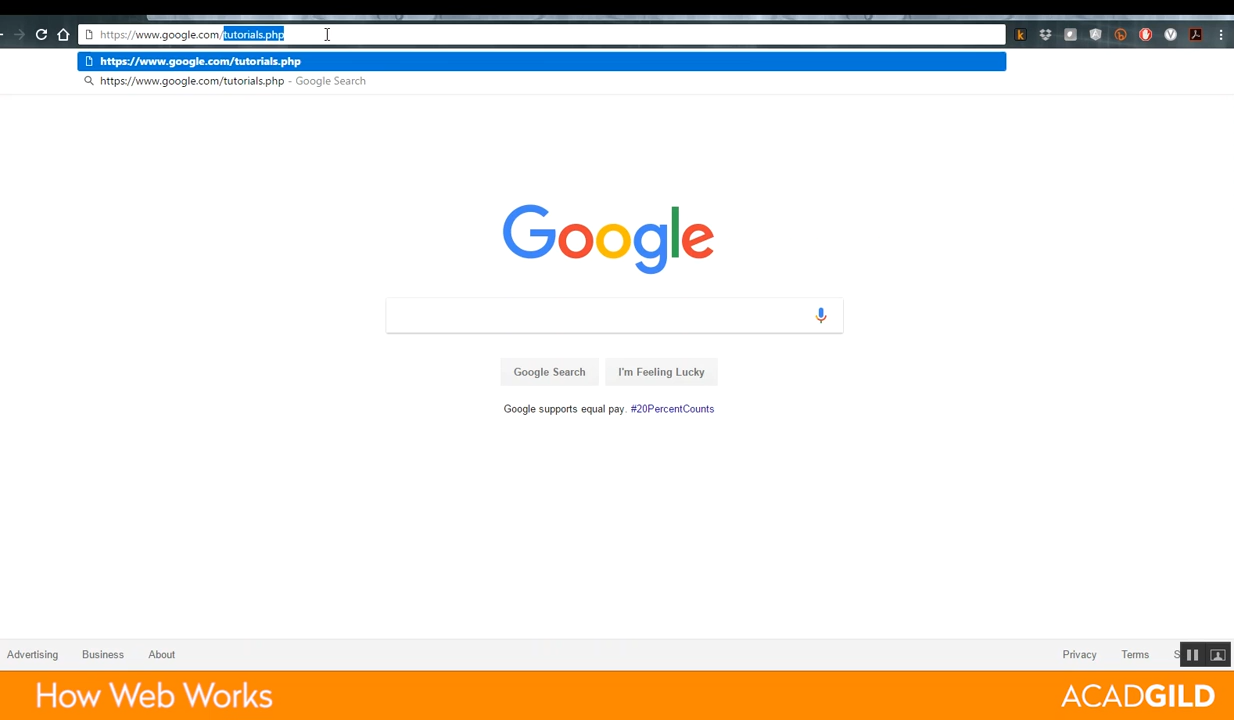 https://www.google.com/tutorials.php
https://www.google.com/tutorials.php
https://www.google.com/tutorials.php - Google Search
Google
Google Search I'm Feeling Lucky
Google supports equal pay. #20PercentCounts
Advertising Business About Privacy Terms
How Web Works ACADGILD